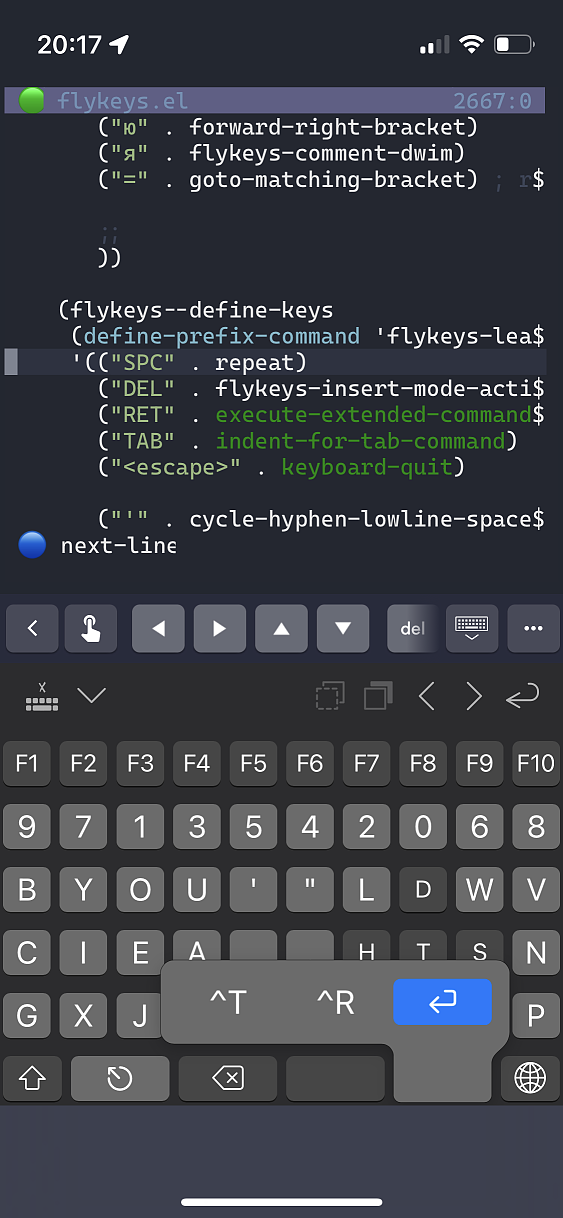 20:17
flykeys.el 2667:0
("ю" . forward-right-bracket)
("я" . flykeys-comment-dwim)
("=" . goto-matching-bracket) ; r$
;;
))
(flykeys--define-keys
(define-prefix-command 'flykeys-lea$
'(("SPC" . repeat)
("DEL" . flykeys-insert-mode-acti$
("RET" . execute-extended-command$
("TAB" . indent-for-tab-command)
("<escape>" . keyboard-quit)
("'" . cycle-hyphen-lowline-space$
next-line
del
F1 F2 F3 F4 F5 F6 F7 F8 F9 F10
9 7 1 3 5 4 2 0 6 8
B Y O U ' " L D W V
C I E A H T S N
G X J ^T ^R P